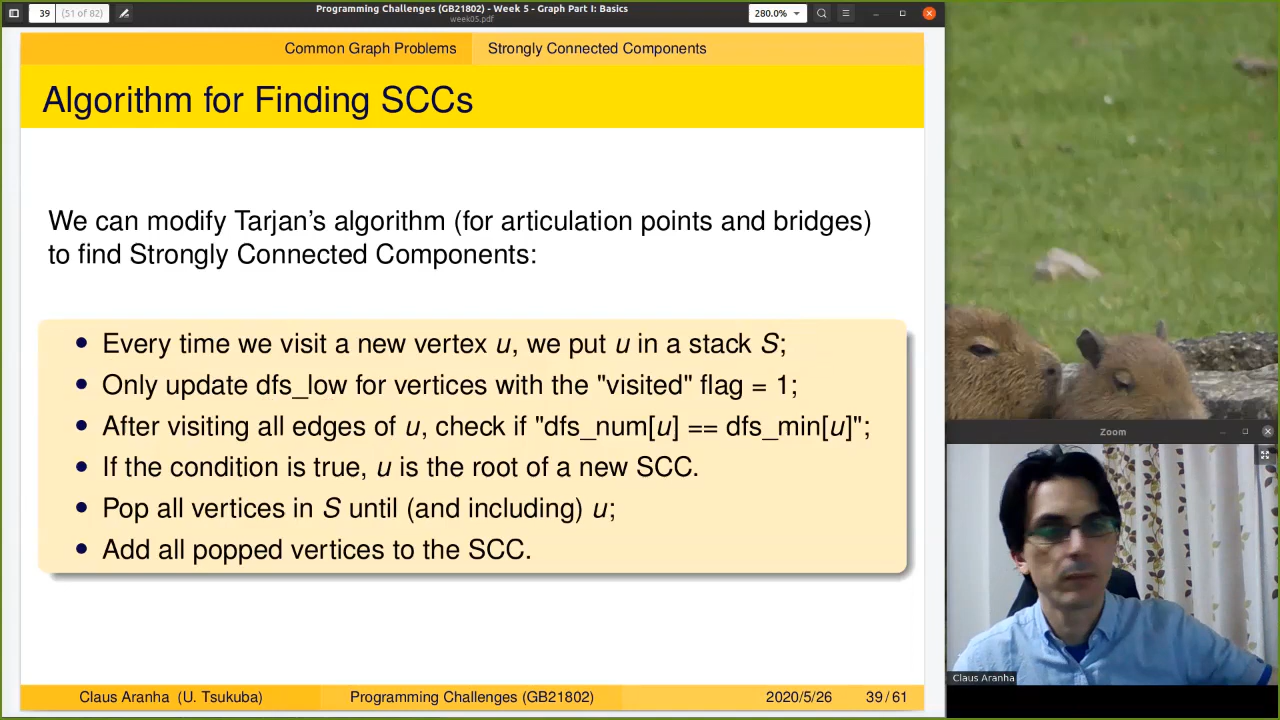 Programming Challenges (GB21802) - Week 5 - Graph Part I: Basics
week05.pdf
39 (51 of 82)
280.0%
Common Graph Problems Strongly Connected Components
Algorithm for Finding SCCs
We can modify Tarjan's algorithm (for articulation points and bridges)
to find Strongly Connected Components:
• Every time we visit a new vertex u, we put u in a stack S;
• Only update dfs_low for vertices with the "visited" flag = 1;
• After visiting all edges of u, check if "dfs_num[u] == dfs_min[u]";
• If the condition is true, u is the root of a new SCC.
• Pop all vertices in S until (and including) u;
• Add all popped vertices to the SCC.
Claus Aranha (U. Tsukuba) Programming Challenges (GB21802) 2020/5/26 39/61
Zoom
Claus Aranha